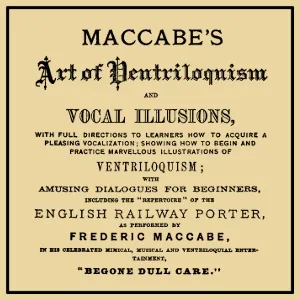 MACCABE'S
Art of Ventriloquism
AND
VOCAL ILLUSIONS,
WITH FULL DIRECTIONS TO LEARNERS HOW TO ACQUIRE A
PLEASING VOCALIZATION; SHOWING HOW TO BEGIN AND
PRACTICE MARVELLOUS ILLUSTRATIONS OF
VENTRILOQUISM;
WITH
AMUSING DIALOGUES FOR BEGINNERS,
INCLUDING THE "REPERTOIRE" OF THE
ENGLISH RAILWAY PORTER,
AS PERFORMED BY
FREDERIC MACCABE,
IN HIS CELEBRATED MIMICAL, MUSICAL AND VENTRILOQUIAL ENTER-
TAINMENT,
"BEGONE DULL CARE."